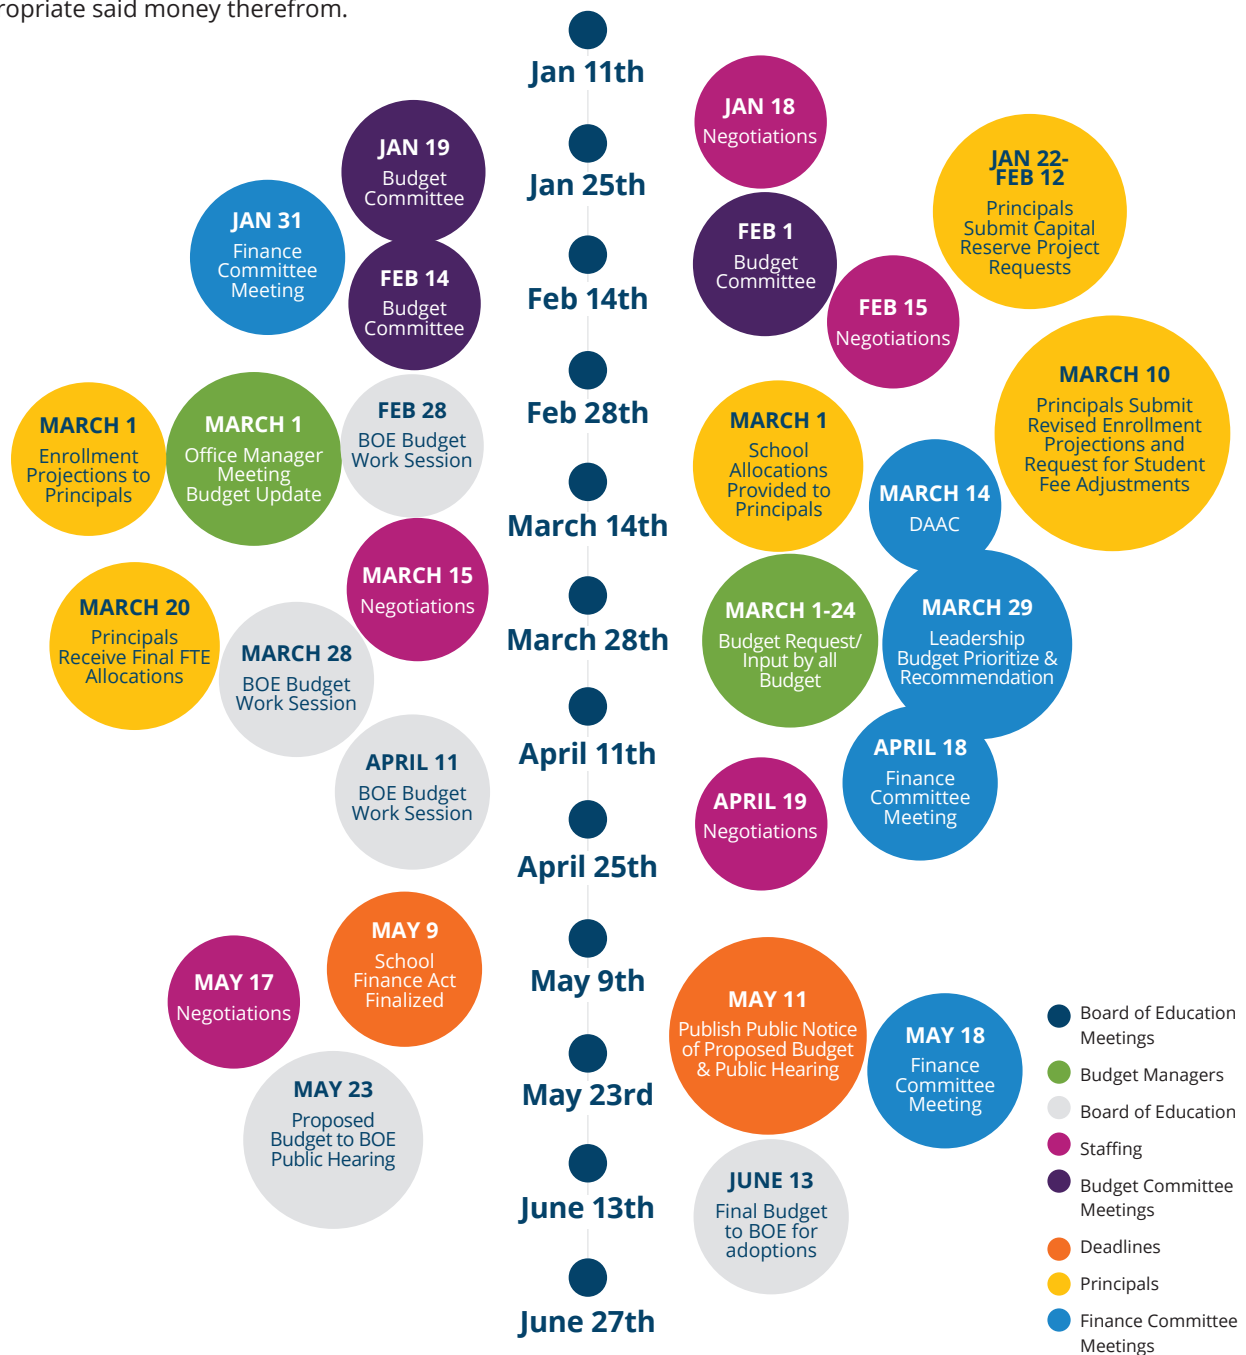 propriate said money therefrom.
Jan 11th
JAN 18
Negotiations
JAN 19
Budget
Committee
Jan 25th
JAN 22-
FEB 12
Principals
Submit Capital
Reserve Project
Requests
JAN 31
Finance
Committee
Meeting
FEB 1
Budget
Committee
FEB 14
Budget
Committee
Feb 14th
FEB 15
Negotiations
Feb 28th
MARCH 10
Principals Submit
Revised Enrollment
Projections and
Request for Student
Fee Adjustments
MARCH 1
Enrollment
Projections to
Principals
MARCH 1
Office Manager
Meeting
Budget Update
FEB 28
BOE Budget
Work Session
MARCH 1
School
Allocations
Provided to
Principals
MARCH 14
DAAC
March 14th
MARCH 15
Negotiations
MARCH 20
Principals
Receive Final FTE
Allocations
MARCH 28
BOE Budget
Work Session
March 28th
MARCH 1-24
Budget Request/
Input by all
Budget
MARCH 29
Leadership
Budget Prioritize &
Recommendation
April 11th
APRIL 11
BOE Budget
Work Session
APRIL 18
Finance
Committee
Meeting
APRIL 19
Negotiations
April 25th
MAY 9
School
Finance Act
Finalized
May 9th
MAY 17
Negotiations
MAY 11
Publish Public Notice
of Proposed Budget
& Public Hearing
MAY 18
Finance
Committee
Meeting
May 23rd
MAY 23
Proposed
Budget to BOE
Public Hearing
June 13th
JUNE 13
Final Budget
to BOE for
adoptions
June 27th
Board of Education
Meetings
Budget Managers
Board of Education
Staffing
Budget Committee
Meetings
Deadlines
Principals
Finance Committee
Meetings